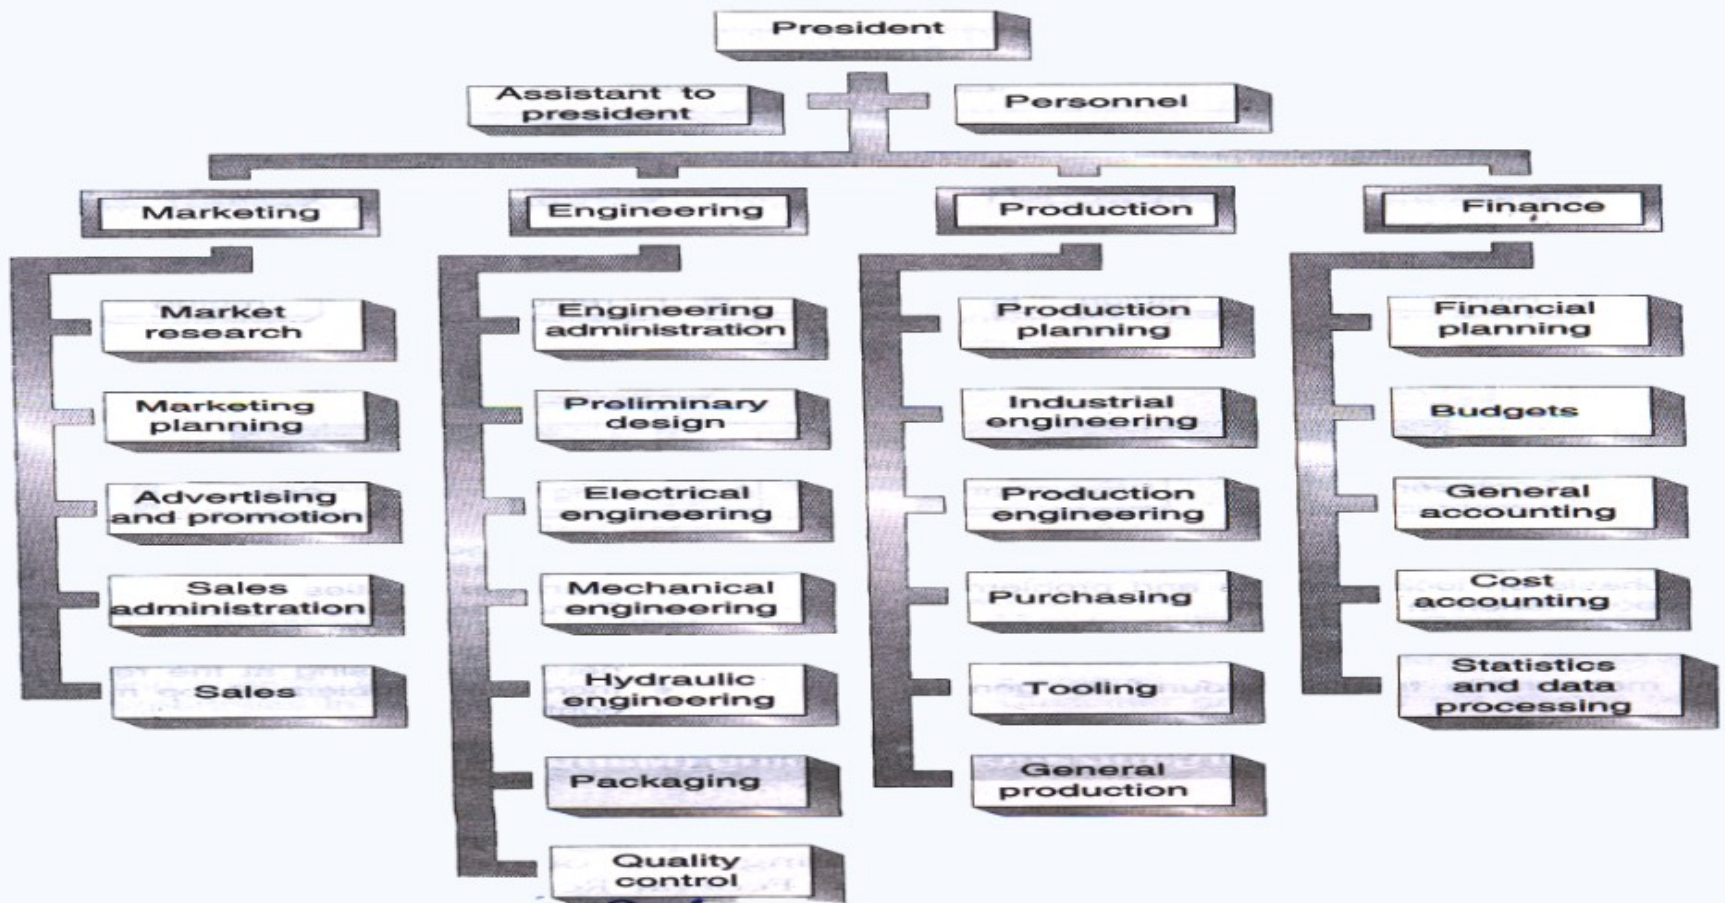 President
Assistant to
president
Personnel
Marketing
Engineering
Production
Finance
Market
research
Marketing
planning
Advertising
and promotion
Sales
administration
Sales
Engineering
administration
Preliminary
design
Electrical
engineering
Mechanical
engineering
Hydraulic
engineering
Packaging
Quality
control
Production
planning
Industrial
engineering
Production
engineering
Purchasing
Tooling
General
production
Financial
planning
Budgets
General
accounting
Cost
accounting
Statistics
and data
processing